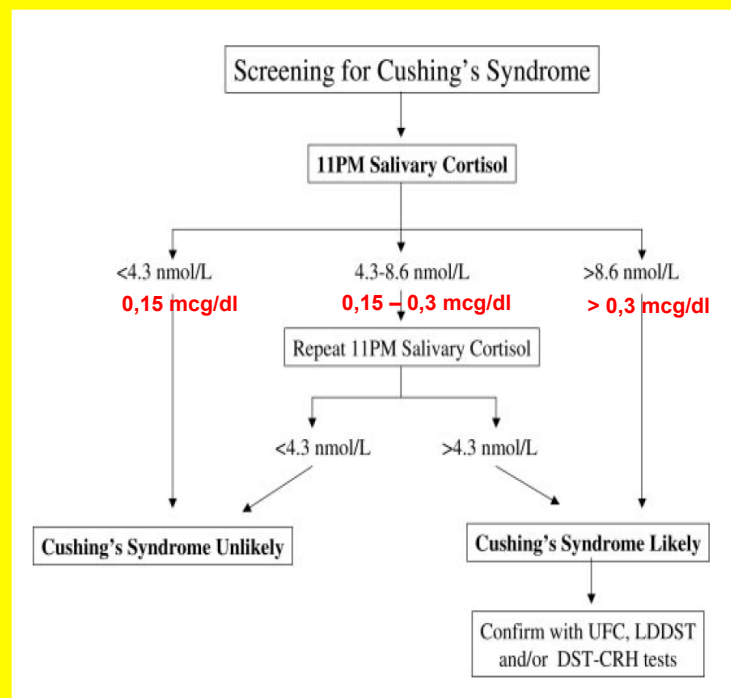 Screening for Cushing's Syndrome
11PM Salivary Cortisol
<4.3 nmol/L
4.3-8.6 nmol/L
>8.6 nmol/L
0,15 mcg/dl
0,15 – 0,3 mcg/dl
> 0,3 mcg/dl
Repeat 11PM Salivary Cortisol
<4.3 nmol/L
>4.3 nmol/L
Cushing's Syndrome Unlikely
Cushing's Syndrome Likely
Confirm with UFC, LDDST
and/or DST-CRH tests